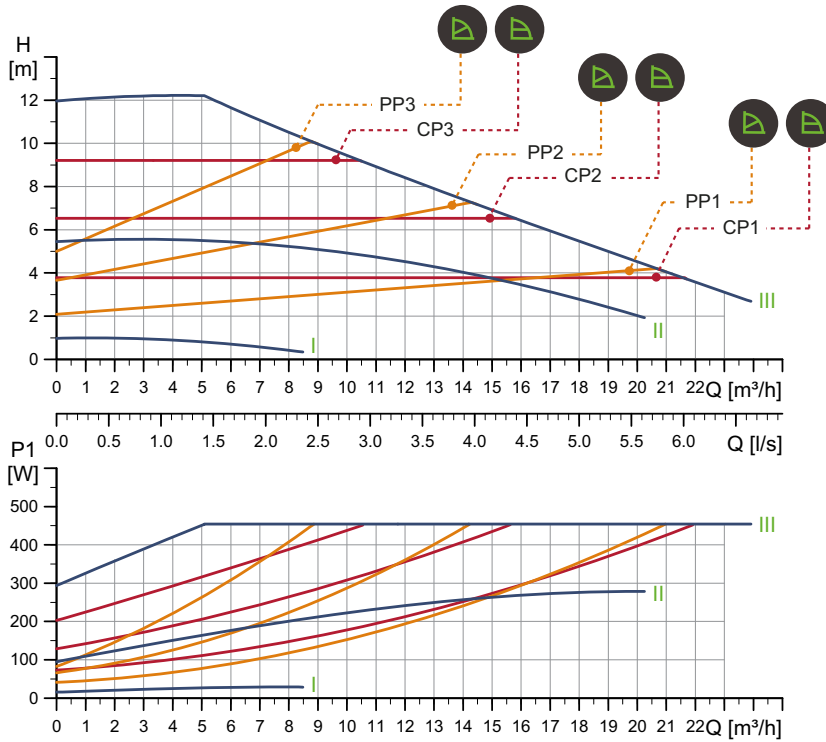 H
[m]
12
10
8
6
4
2
0
PP3
CP3
PP2
CP2
PP1
CP1
III
II
I
0 1 2 3 4 5 6 7 8 9 10 11 12 13 14 15 16 17 18 19 20 21 22 Q [m³/h]
0.0 0.5 1.0 1.5 2.0 2.5 3.0 3.5 4.0 4.5 5.0 5.5 6.0 Q [l/s]
P1
[W]
500
400
300
200
100
0
III
II
I
0 1 2 3 4 5 6 7 8 9 10 11 12 13 14 15 16 17 18 19 20 21 22 Q [m³/h]